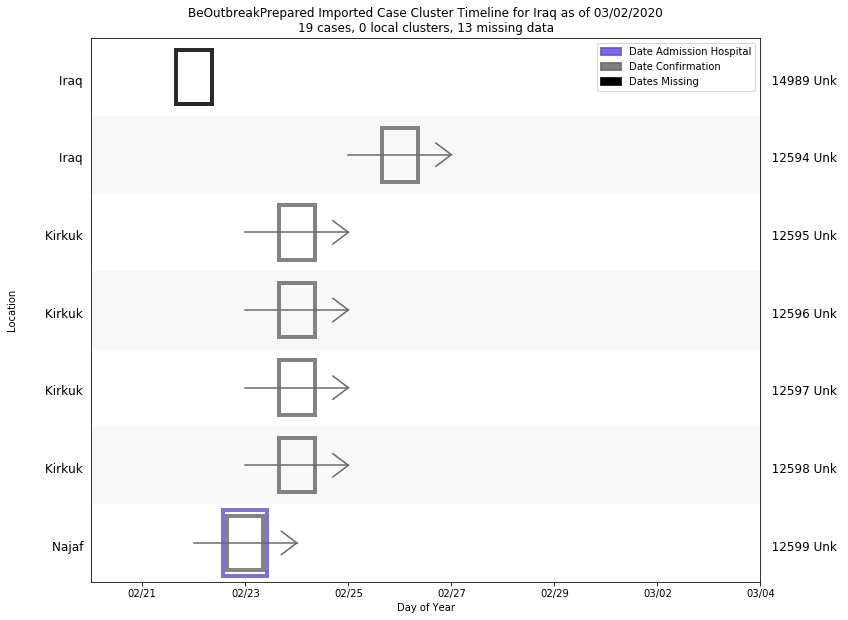 BeOutbreakPrepared Imported Case Cluster Timeline for Iraq as of 03/02/2020
19 cases, 0 local clusters, 13 missing data
Date Admission Hospital
Date Confirmation
Dates Missing
Iraq 14989 Unk
Iraq 12594 Unk
Kirkuk 12595 Unk
Kirkuk 12596 Unk
Kirkuk 12597 Unk
Kirkuk 12598 Unk
Najaf 12599 Unk
Location
02/21 02/23 02/25 02/27 02/29 03/02 03/04
Day of Year